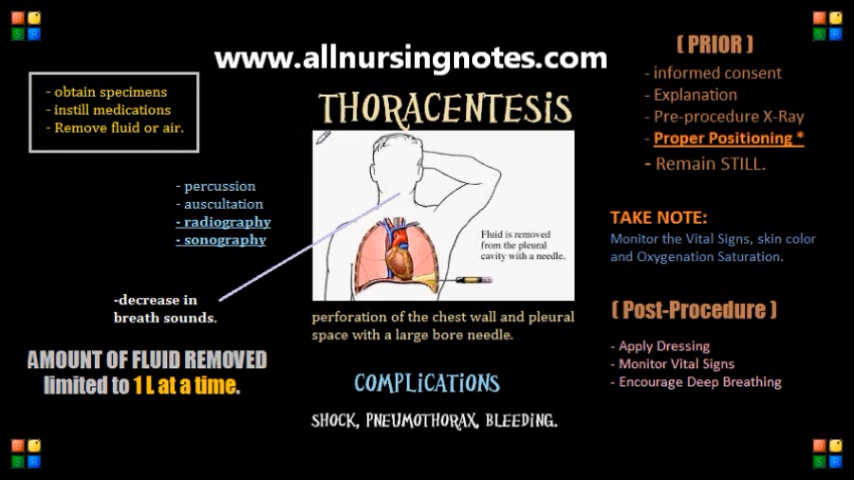 www.allnursingnotes.com
THORACENTESIS
- obtain specimens
- instill medications
- Remove fluid or air.
- percussion
- auscultation
- radiography
- sonography
-decrease in
breath sounds.
AMOUNT OF FLUID REMOVED
limited to 1 L at a time.
Fluid is removed
from the pleural
cavity with a needle.
perforation of the chest wall and pleural
space with a large bore needle.
COMPLICATIONS
SHOCK, PNEUMOTHORAX, BLEEDING.
( PRIOR )
- informed consent
- Explanation
- Pre-procedure X-Ray
- Proper Positioning *
- Remain STILL.
TAKE NOTE:
Monitor the Vital Signs, skin color
and Oxygenation Saturation.
( Post-Procedure )
- Apply Dressing
- Monitor Vital Signs
- Encourage Deep Breathing